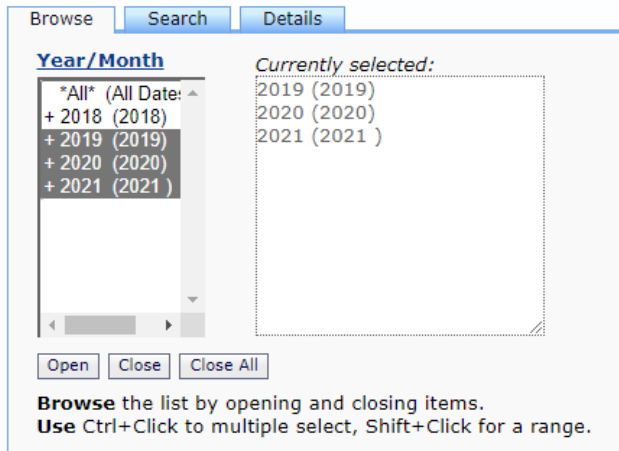 Browse Search Details
Year/Month
Currently selected:
*All* (All Dates
+ 2018 (2018)
+ 2019 (2019)
+ 2020 (2020)
+ 2021 (2021 )
2019 (2019)
2020 (2020)
2021 (2021 )
Open Close Close All
Browse the list by opening and closing items.
Use Ctrl+Click to multiple select, Shift+Click for a range.